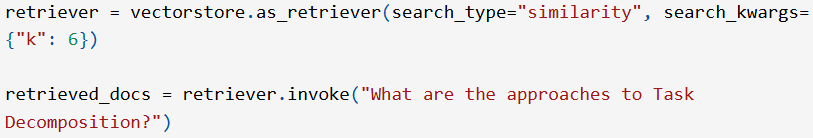 retriever = vectorstore.as_retriever(search_type="similarity", search_kwargs=
{"k": 6})
retrieved_docs = retriever.invoke("What are the approaches to Task
Decomposition?")